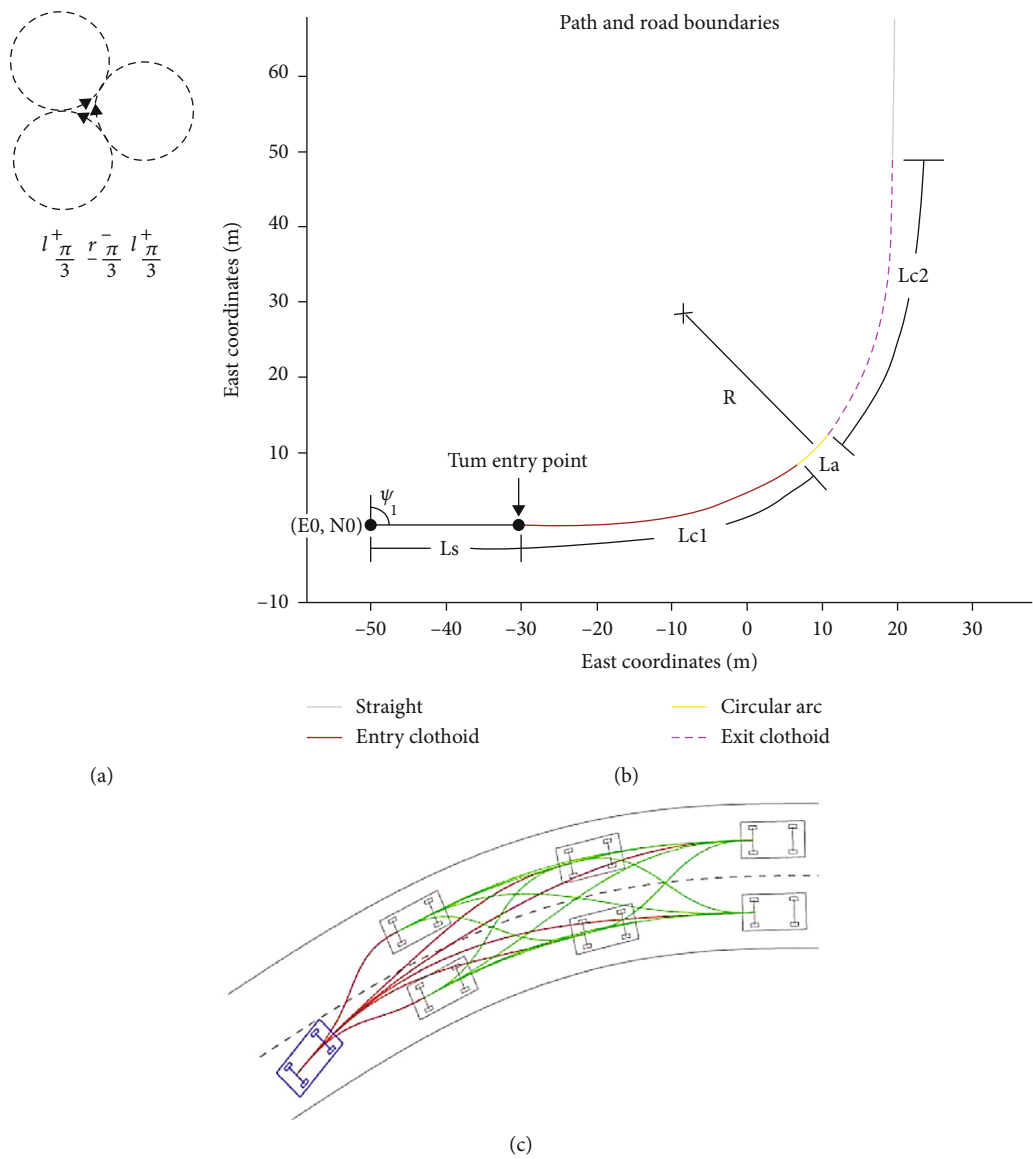 l+π/3 r−π/3 l+π/3
(a)
Path and road boundaries
East coordinates (m)
60
50
40
30
20
10
0
−10
−50
−40
−30
−20
−10
0
10
20
30
East coordinates (m)
Lc2
R
La
Tum entry point
ψ1
(E0, N0)
Ls
Lc1
Straight
Circular arc
Entry clothoid
Exit clothoid
(b)
(c)